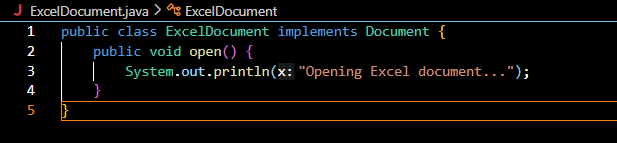 J ExcelDocument.java > ExcelDocument
1 public class ExcelDocument implements Document {
2 public void open() {
3 System.out.println(x: "Opening Excel document...");
4 }
5 }